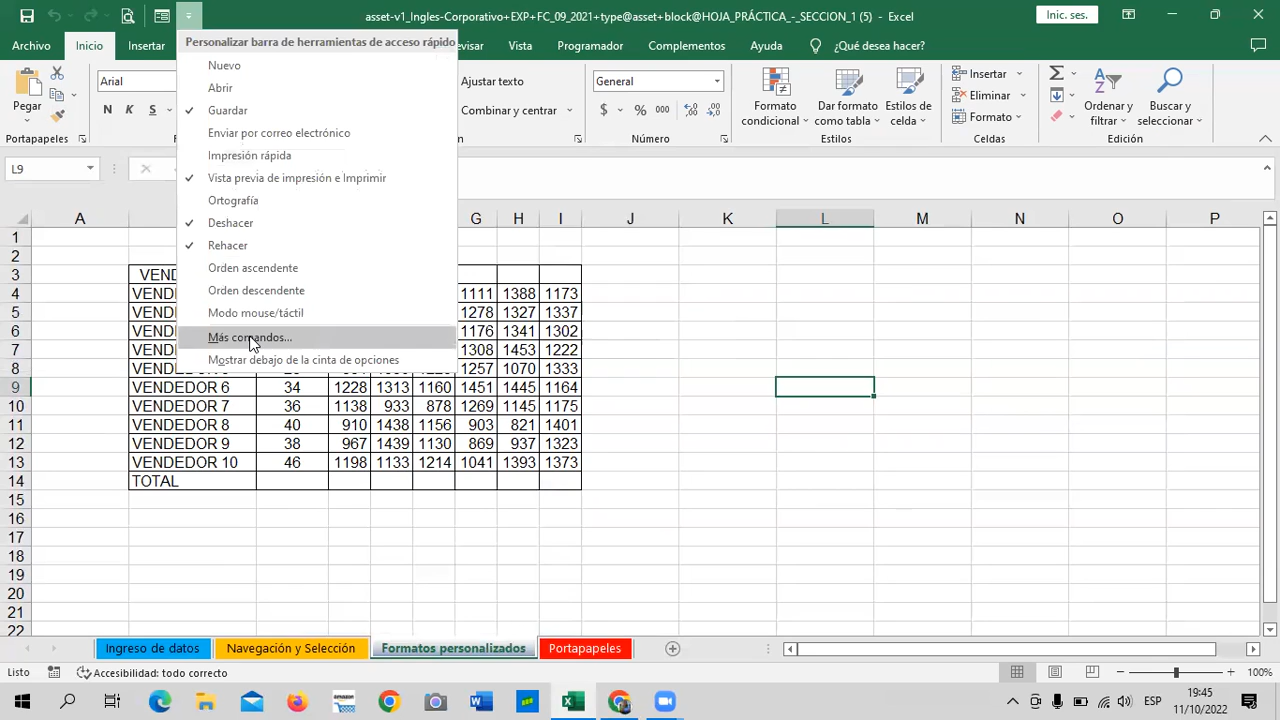 asset-v1_Ingles-Corporativo+EXP+FC_09_2021+type@asset+block@HOJA_PRÁCTICA_-_SECCION_1 (5) - Excel
Inic. ses.
Archivo Inicio Insertar Personalizar barra de herramientas de acceso rápido visar Vista Programador Complementos Ayuda ¿Qué desea hacer?
Nuevo
Abrir
Guardar
Enviar por correo electrónico
Impresión rápida
Vista previa de impresión e Imprimir
Ortografía
Deshacer
Rehacer
Orden ascendente
Orden descendente
Modo mouse/táctil
Más comandos...
Mostrar debajo de la cinta de opciones
Pegar
Portapapeles
Arial
N K S
Ajustar texto
Combinar y centrar
General
$ % 000
Número
Formato condicional
Dar formato como tabla
Estilos de celda
Estilos
Insertar
Eliminar
Formato
Celdas
Ordenar y filtrar
Buscar y seleccionar
Edición
L9
A G H I J K L M N O P
1
2
3 VEND
4 VEND 1111 1388 1173
5 VEND 1278 1327 1337
6 VEND 1176 1341 1302
7 VEND 1308 1453 1222
8 1257 1070 1333
9 VENDEDOR 6 34 1228 1313 1160 1451 1445 1164
10 VENDEDOR 7 36 1138 933 878 1269 1145 1175
11 VENDEDOR 8 40 910 1438 1156 903 821 1401
12 VENDEDOR 9 38 967 1439 1130 869 937 1323
13 VENDEDOR 10 46 1198 1133 1214 1041 1393 1373
14 TOTAL
15
16
17
18
19
20
21
22
Ingreso de datos Navegación y Selección Formatos personalizados Portapapeles
Listo Accesibilidad: todo correcto 100%
ESP
19:45
11/10/2022